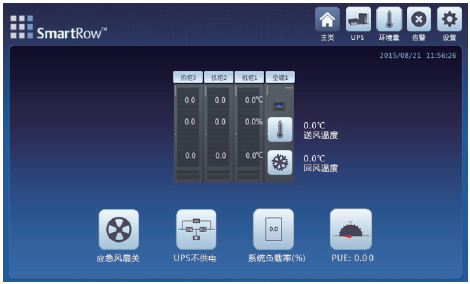 SmartRow™
主页
UPS
环境量
告警
设置
2015/08/21 11:56:26
机柜3
机柜2
机柜1
空调1
0.0
0.0
0.0℃
0.0
0.0
0.0%
0.0
0.0
0.0℃
0.0℃
送风温度
0.0℃
回风温度
0.0
应急风扇关
UPS不供电
系统负载率(%)
PUE: 0.00